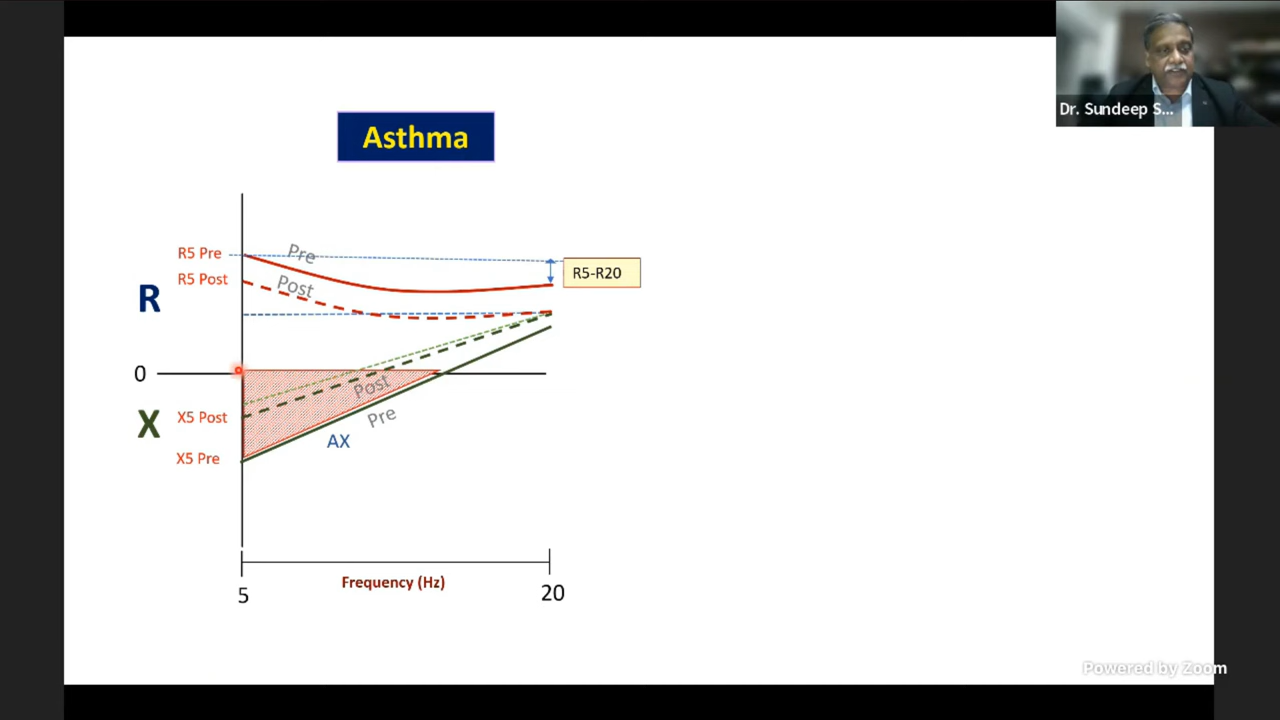 Dr. Sundeep S...
Asthma
R5 Pre
Pre
R5-R20
R5 Post
Post
R
0
Post
X
X5 Post
Pre
AX
X5 Pre
Frequency (Hz)
5
20
Powered by Zoom